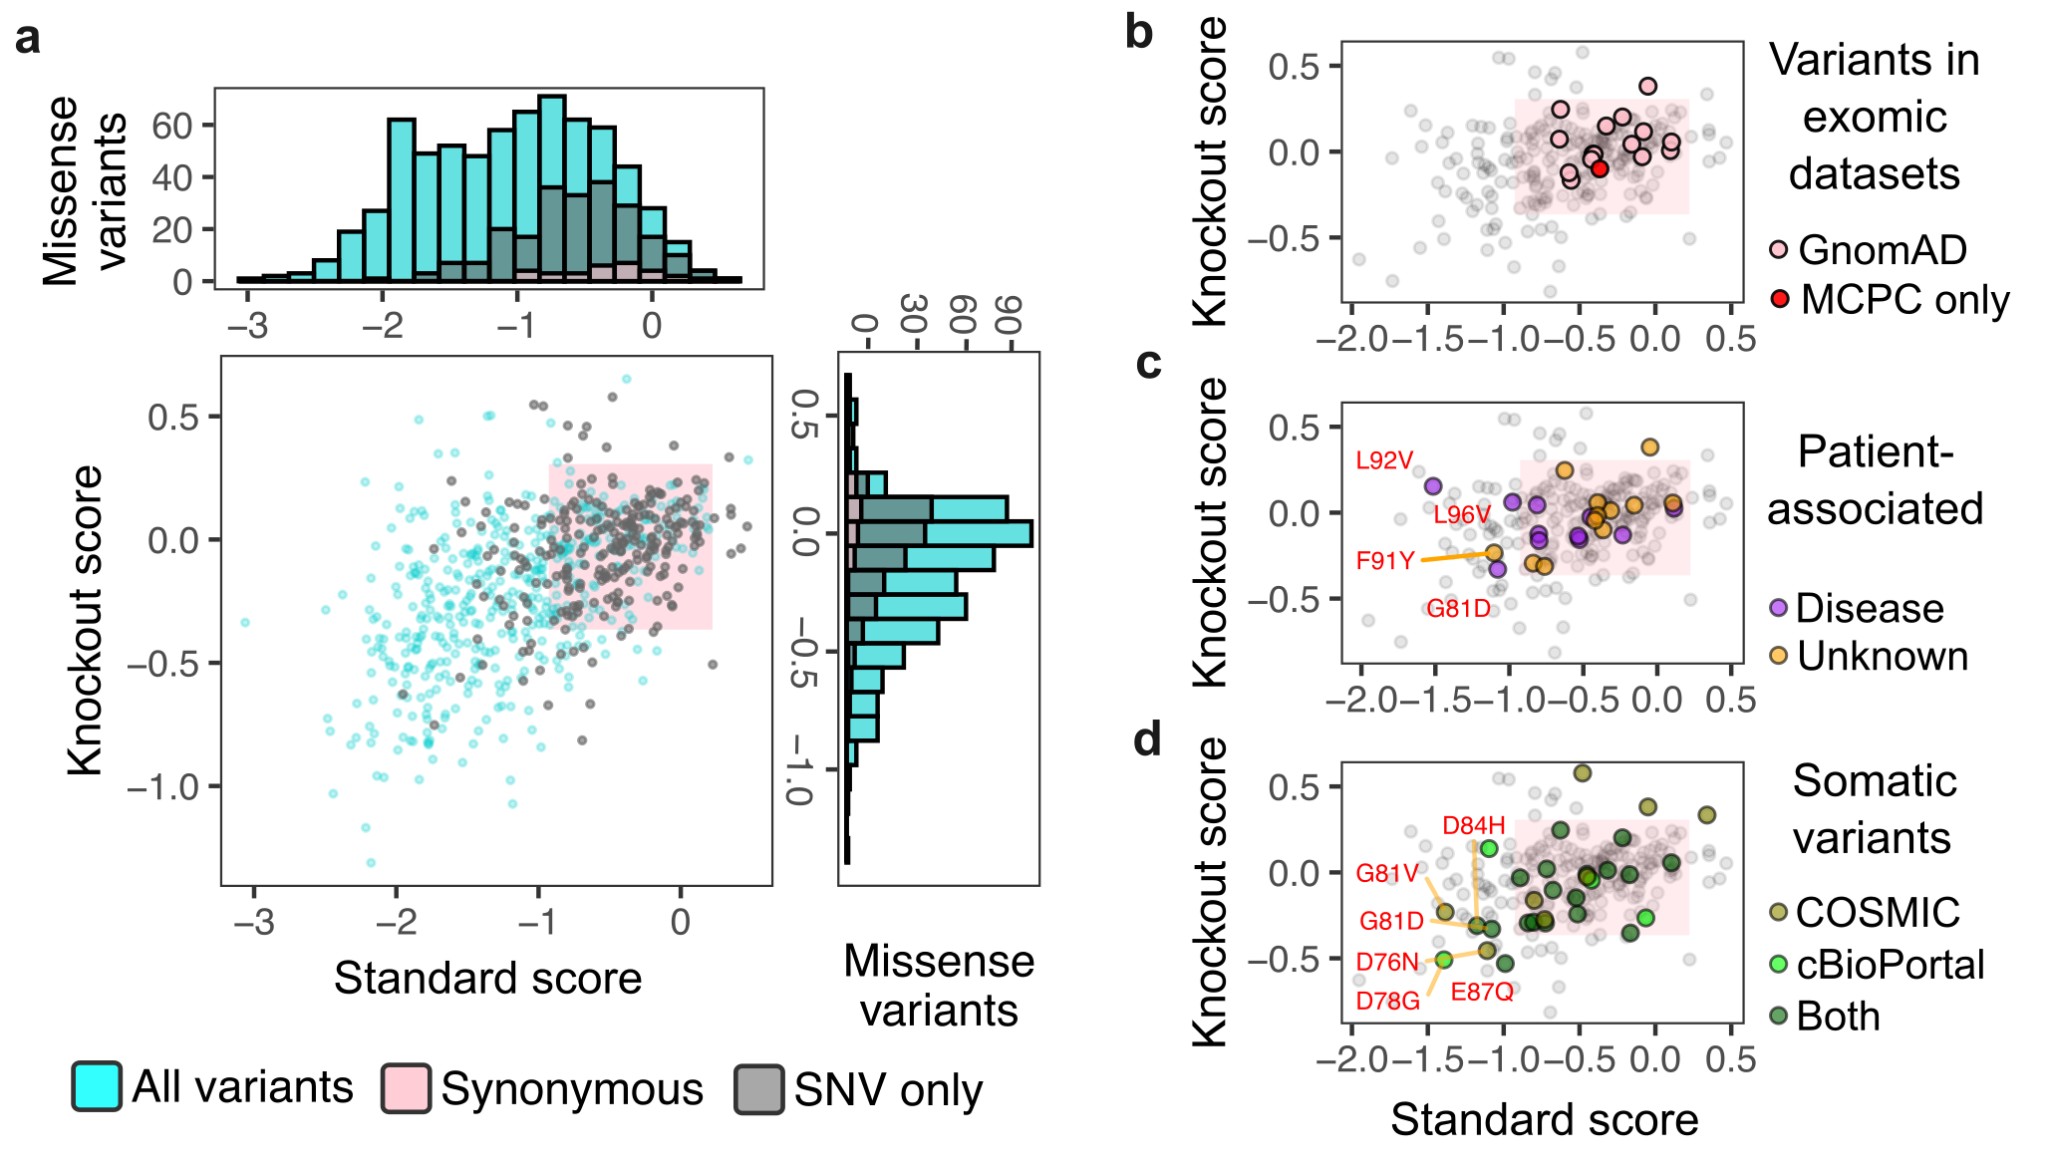 a
Missense
variants
60
40
20
0
−3
−2
−1
0
0
30
60
90
0.5
0.0
−0.5
−1.0
Knockout score
0.5
0.0
−0.5
−1.0
−3
−2
−1
0
Standard score
Missense
variants
All variants
Synonymous
SNV only
b
Knockout score
0.5
0.0
−0.5
−2.0
−1.5
−1.0
−0.5
0.0
0.5
Variants in
exomic
datasets
GnomAD
MCPC only
c
Knockout score
0.5
0.0
−0.5
L92V
L96V
F91Y
G81D
−2.0
−1.5
−1.0
−0.5
0.0
0.5
Patient-
associated
Disease
Unknown
d
Knockout score
0.5
0.0
−0.5
D84H
G81V
G81D
D76N
D78G
E87Q
−2.0
−1.5
−1.0
−0.5
0.0
0.5
Standard score
Somatic
variants
COSMIC
cBioPortal
Both